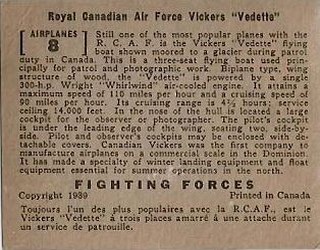 Royal Canadian Air Force Vickers "Vedette"
AIRPLANES
8
Still one of the most popular planes with the
R. C. A. F. is the Vickers "Vedette" flying
boat shown moored to a glacier during patrol
duty in Canada. This is a three-seat flying boat used prin-
cipally for patrol and photographic work. Biplane type, wing
structure of wood, the "Vedette" is powered by a single
300-h.p. Wright "Whirlwind" air-cooled engine. It attains a
maximum speed of 110 miles per hour and a cruising speed of
90 miles per hour. Its cruising range is 4½ hours; service
ceiling 14,000 feet. In the nose of the hull is located a large
cockpit for the observer or photographer. The pilot's cockpit
is under the leading edge of the wing, seating two, side-by-
side. Pilot and observer's cockpits may be enclosed with de-
tachable covers. Canadian Vickers was the first company to
manufacture airplanes on a commercial scale in the Dominion.
It has made a specialty of winter landing equipment and float
equipment essential for summer operations in the north.
FIGHTING FORCES
Copyright 1939 Printed in Canada
Toujours l'un des plus populaires avec la R.C.A.F., est le
Vickers "Vedette" à trois places amarré à une attache durant
un service de patrouille.